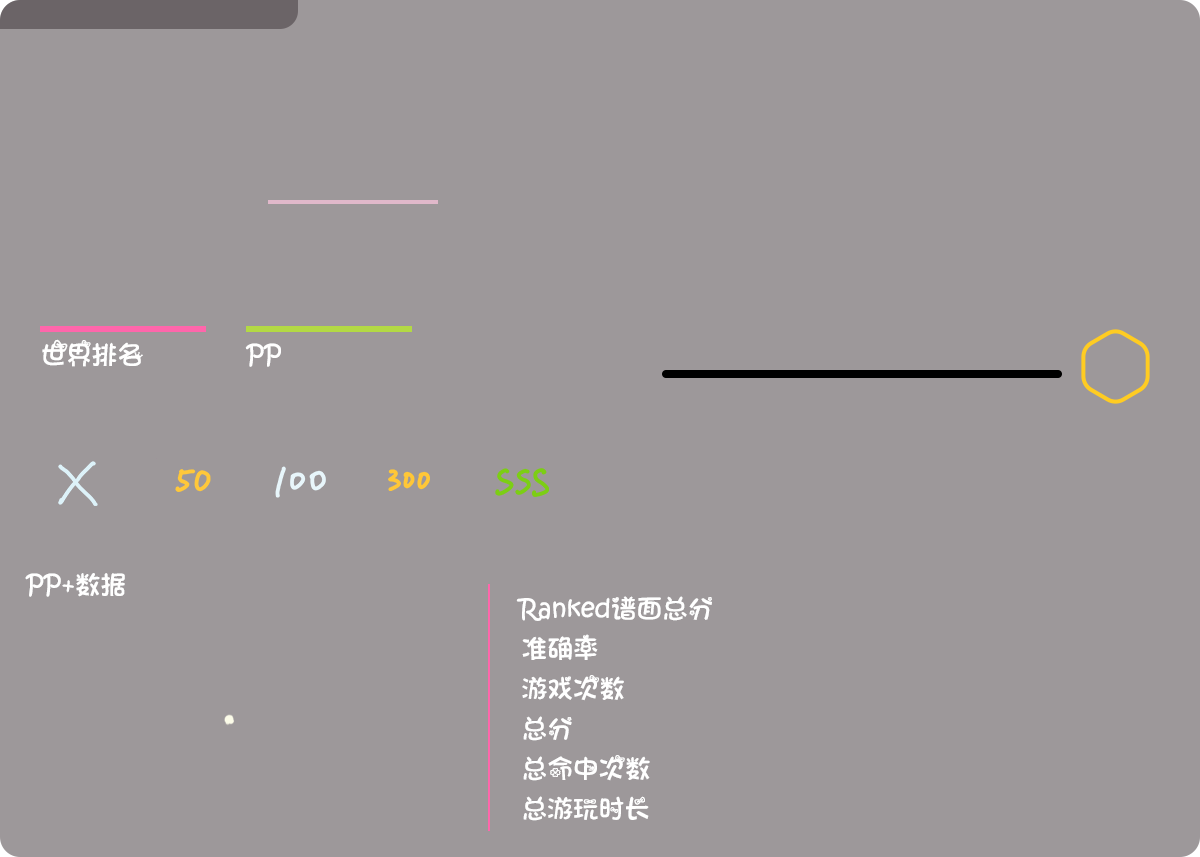 世界排名 PP
X 50 100 300 SSS
PP+数据
Ranked谱面总分
准确率
游戏次数
总分
总命中次数
总游玩时长